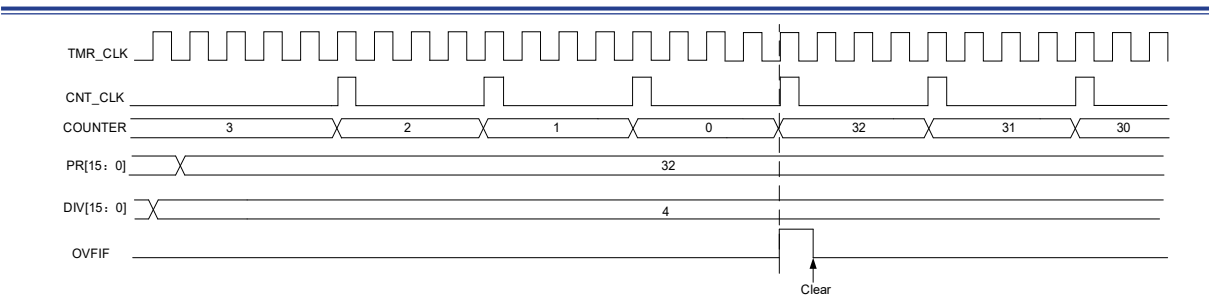 TMR_CLK
CNT_CLK
COUNTER 3 2 1 0 32 31 30
PR[15：0] 32
DIV[15：0] 4
OVFIF
Clear